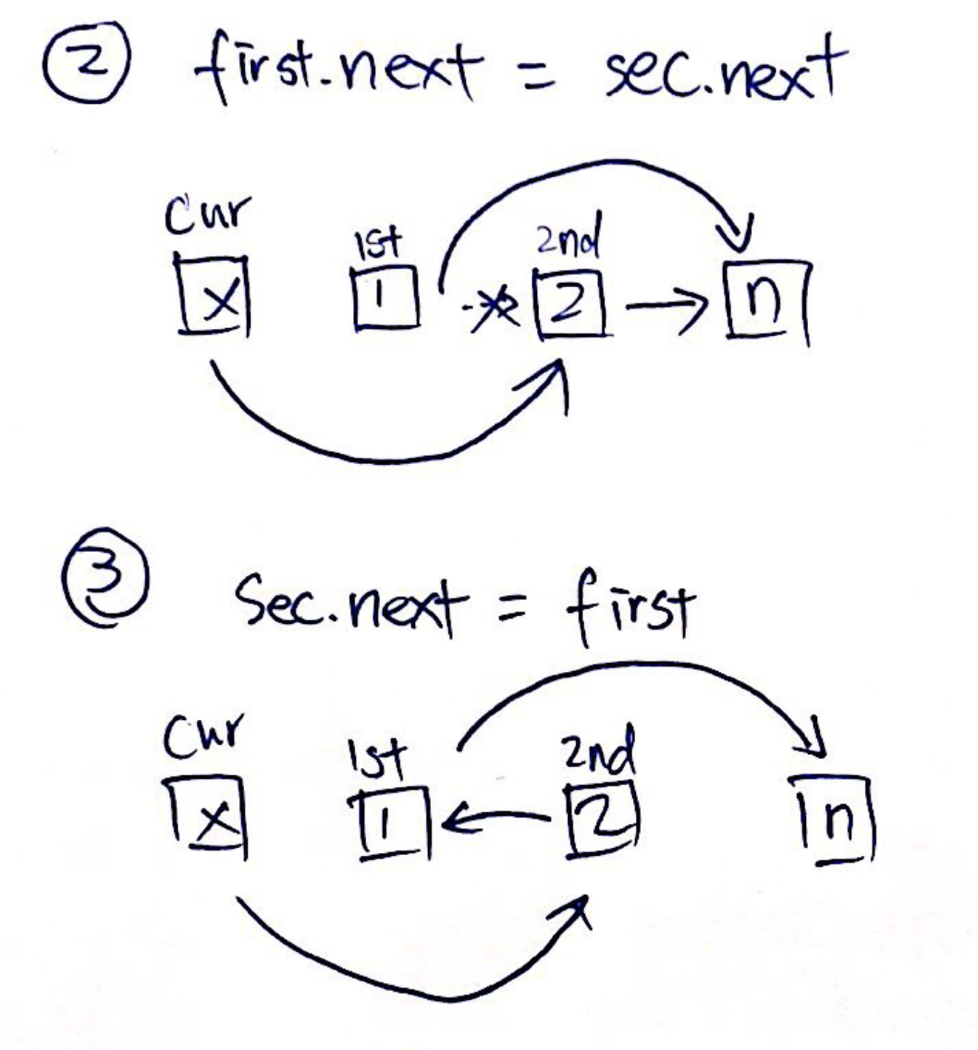 ② first.next = sec.next
Cur 1st 2nd
x 1 2 n
③ Sec.next = first
Cur 1st 2nd
x 1 2 n